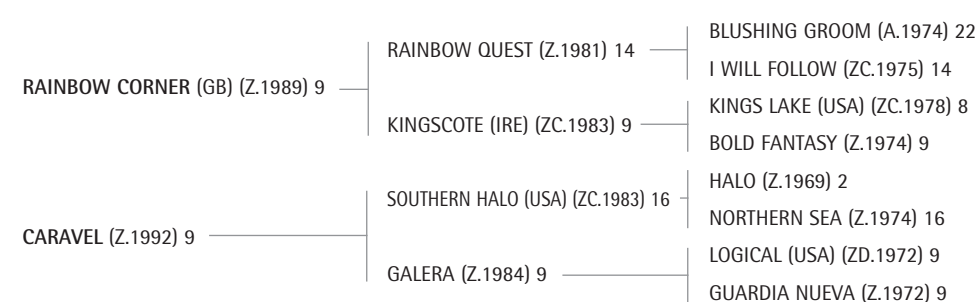 RAINBOW CORNER (GB) (Z.1989) 9
RAINBOW QUEST (Z.1981) 14
BLUSHING GROOM (A.1974) 22
I WILL FOLLOW (ZC.1975) 14
KINGSCOTE (IRE) (ZC.1983) 9
KINGS LAKE (USA) (ZC.1978) 8
BOLD FANTASY (Z.1974) 9
CARAVEL (Z.1992) 9
SOUTHERN HALO (USA) (ZC.1983) 16
HALO (Z.1969) 2
NORTHERN SEA (Z.1974) 16
GALERA (Z.1984) 9
LOGICAL (USA) (ZD.1972) 9
GUARDIA NUEVA (Z.1972) 9